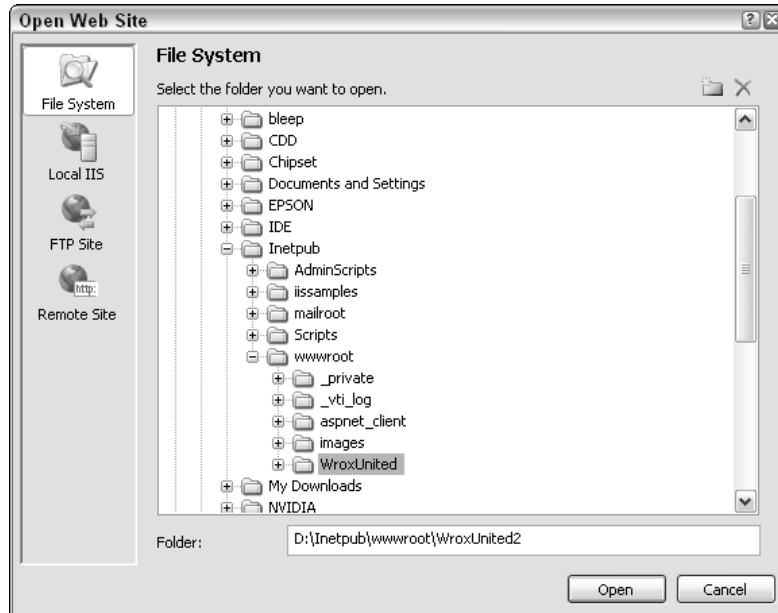 Open Web Site
File System
Select the folder you want to open.
File System
Local IIS
FTP Site
http:
Remote Site
bleep
CDD
Chipset
Documents and Settings
EPSON
IDE
Inetpub
AdminScripts
iissamples
mailroot
Scripts
wwwroot
_private
_vti_log
aspnet_client
images
WroxUnited
My Downloads
NVIDIA
Folder:
D:\Inetpub\wwwroot\WroxUnited2
Open
Cancel